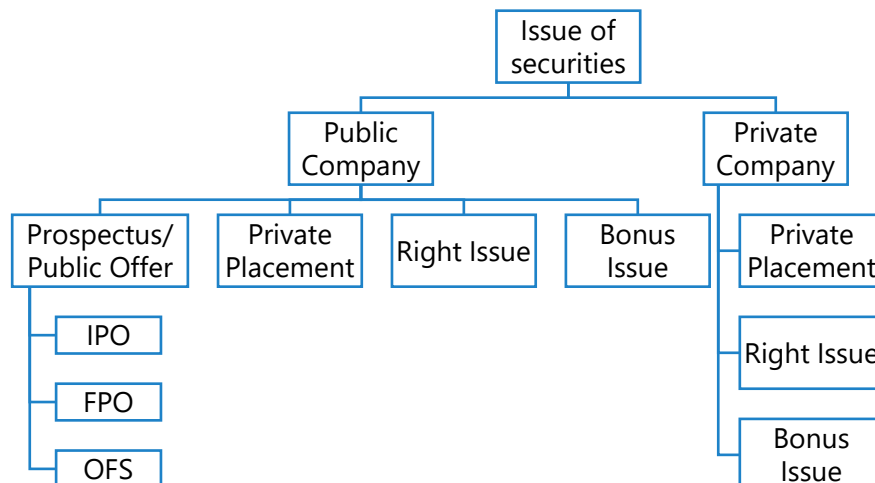 Issue of
securities
Public
Company
Private
Company
Prospectus/
Public Offer
Private
Placement
Right Issue
Bonus
Issue
Private
Placement
IPO
Right Issue
FPO
Bonus
Issue
OFS